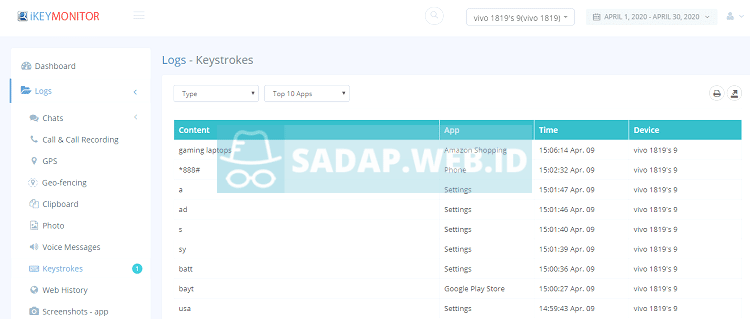 iKEYMONITOR
vivo 1819's 9(vivo 1819)
APRIL 1, 2020 - APRIL 30, 2020
Dashboard
Logs
Chats
Call & Call Recording
GPS
Geo-fencing
Clipboard
Photo
Voice Messages
Keystrokes 1
Web History
Screenshots - app
Logs - Keystrokes
Type
Top 10 Apps
Content App Time Device
gaming laptops Amazon Shopping 15:06:14 Apr. 09 vivo 1819's 9
*888# Phone 15:02:32 Apr. 09 vivo 1819's 9
a Settings 15:01:47 Apr. 09 vivo 1819's 9
ad Settings 15:01:46 Apr. 09 vivo 1819's 9
s Settings 15:01:40 Apr. 09 vivo 1819's 9
sy Settings 15:01:39 Apr. 09 vivo 1819's 9
batt Settings 15:00:36 Apr. 09 vivo 1819's 9
bayt Google Play Store 15:00:27 Apr. 09 vivo 1819's 9
usa Settings 14:59:43 Apr. 09 vivo 1819's 9
SADAP.WEB.ID